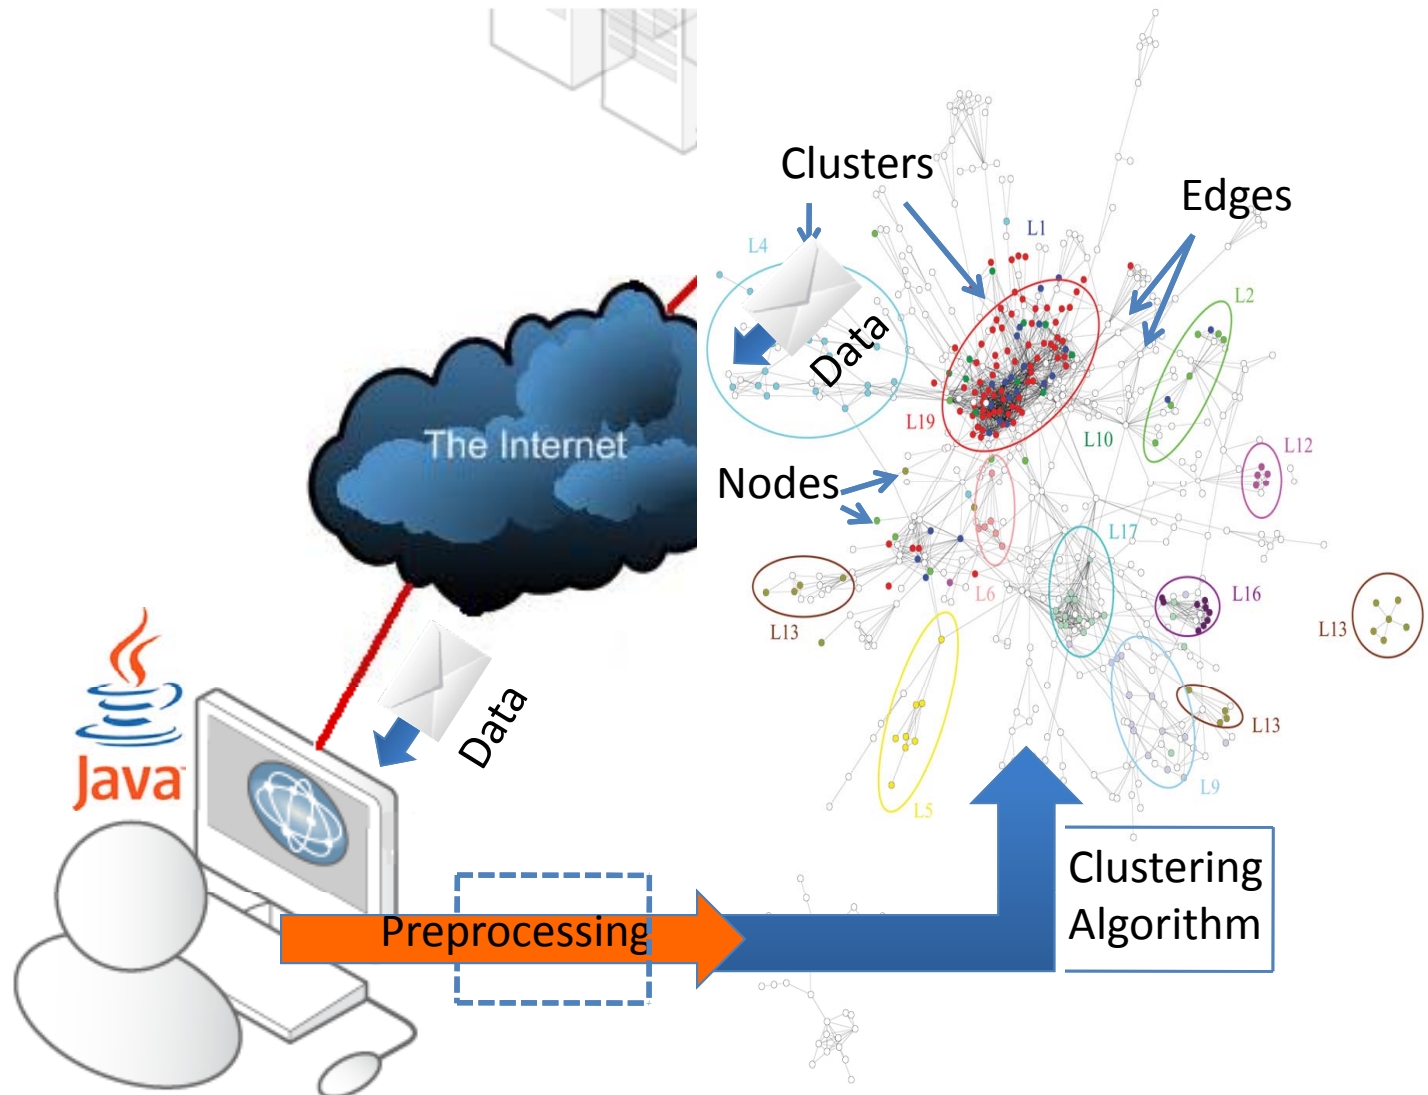 Clusters
Edges
L4
L1
L2
Data
The Internet
L19
L10
L12
Nodes
L17
L6
L16
L13
L13
Data
L13
Java
L9
L5
Clustering
Algorithm
Preprocessing